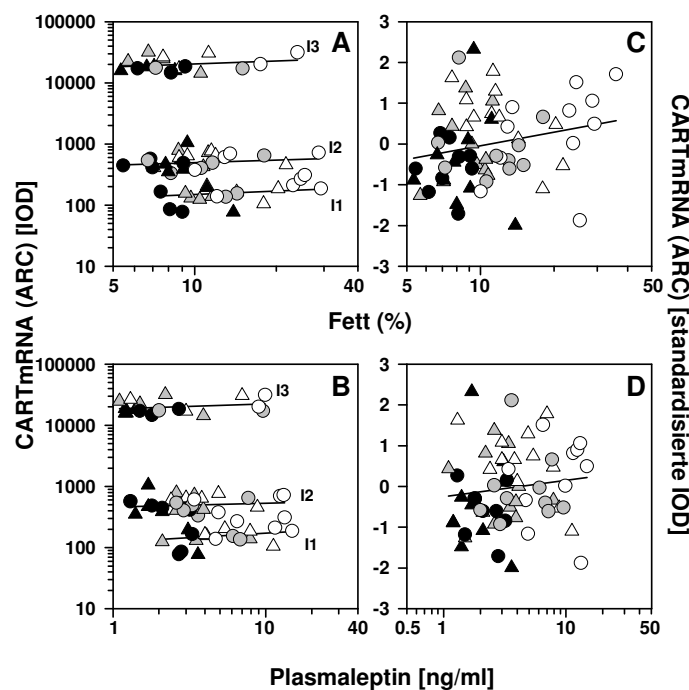 A
C
100000
10000
1000
100
10
I3
I2
I1
5
10
40
3
2
1
0
-1
-2
-3
5
10
50
Fett (%)
B
D
100000
10000
1000
100
10
I3
I2
I1
1
10
40
3
2
1
0
-1
-2
-3
0.5
1
10
50
Plasmaleptin [ng/ml]
CARTmRNA (ARC) [IOD]
CARTmRNA (ARC) [standardisierte IOD]